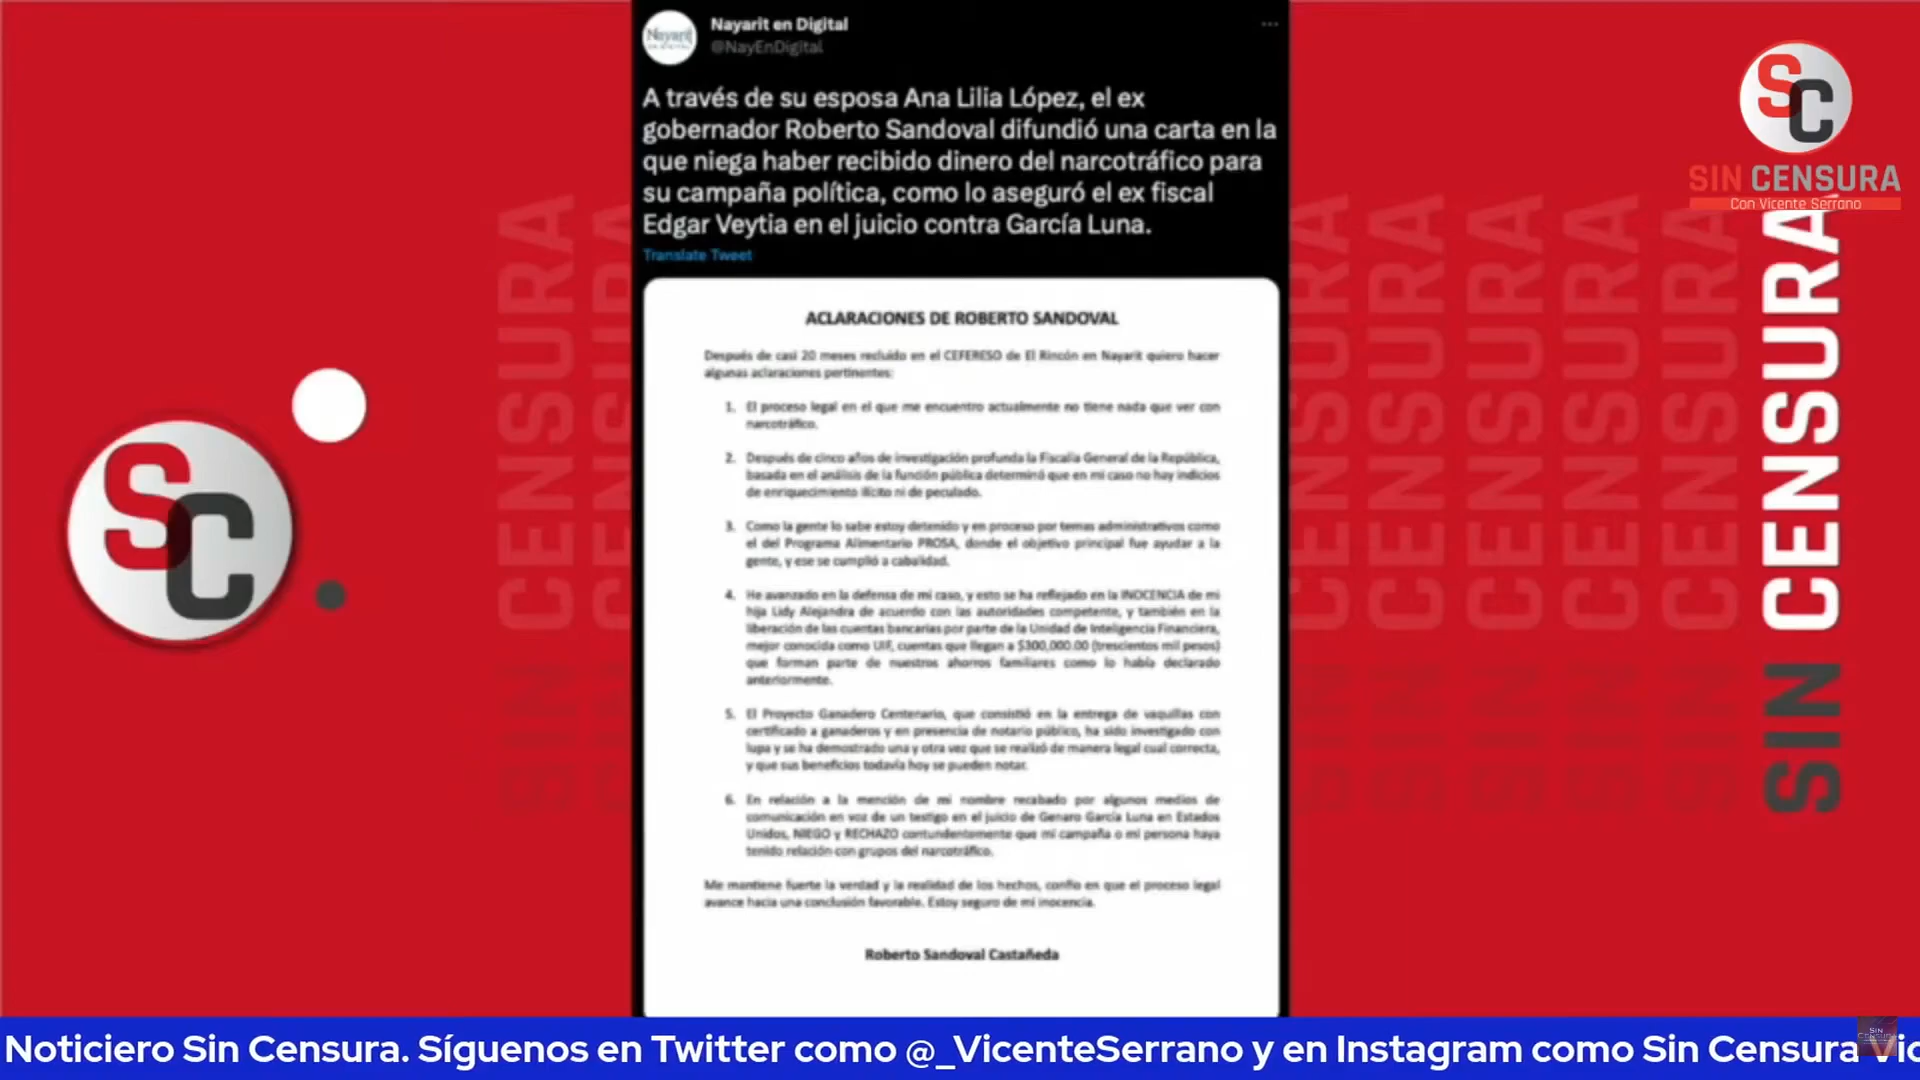 Nayarit en Digital
@NayEnDigital
A través de su esposa Ana Lilia López, el ex
gobernador Roberto Sandoval difundió una carta en la
que niega haber recibido dinero del narcotráfico para
su campaña política, como lo aseguró el ex fiscal
Edgar Veytia en el juicio contra García Luna.
Translate Tweet
ACLARACIONES DE ROBERTO SANDOVAL
Después de casi 20 meses recluido en el CEFERESO de El Rincón en Nayarit quiero hacer
algunas aclaraciones pertinentes:
1. El proceso legal en el que me encuentro actualmente no tiene nada que ver con
narcotráfico.
2. Después de cinco años de investigación profunda la Fiscalía General de la República,
basada en el análisis de la función pública determinó que en mi caso no hay indicios
de enriquecimiento ilícito ni de peculado.
3. Como la gente lo sabe estoy detenido y en proceso por temas administrativos como
el del Programa Alimentario PROSA, donde el objetivo principal fue ayudar a la
gente, y ese se cumplió a cabalidad.
4. He avanzado en la defensa de mi caso, y esto se ha reflejado en la INOCENCIA de mi
hija Lidy Alejandra de acuerdo con las autoridades competente, y también en la
liberación de las cuentas bancarias por parte de la Unidad de Inteligencia Financiera,
mejor conocida como UIF, cuentas que llegan a $300,000.00 (trescientos mil pesos)
que forman parte de nuestros ahorros familiares como lo había declarado
anteriormente.
5. El Proyecto Ganadero Centenario, que consistió en la entrega de vaquillas con
certificado a ganaderos y en presencia de notario público, ha sido investigado con
lupa y se ha demostrado una y otra vez que se realizó de manera legal cual correcta,
y que sus beneficios todavía hoy se pueden notar.
6. En relación a la mención de mi nombre recabado por algunos medios de
comunicación en voz de un testigo en el juicio de Genaro García Luna en Estados
Unidos, NIEGO y RECHAZO contundentemente que mi campaña o mi persona haya
tenido relación con grupos del narcotráfico.
Me mantiene fuerte la verdad y la realidad de los hechos, confío en que el proceso legal
avance hacia una conclusión favorable. Estoy seguro de mi inocencia.
Roberto Sandoval Castañeda
SC
SIN CENSURA
Con Vicente Serrano
SC
SIN CENSURA
Noticiero Sin Censura. Síguenos en Twitter como @_VicenteSerrano y en Instagram como Sin Censura Vic